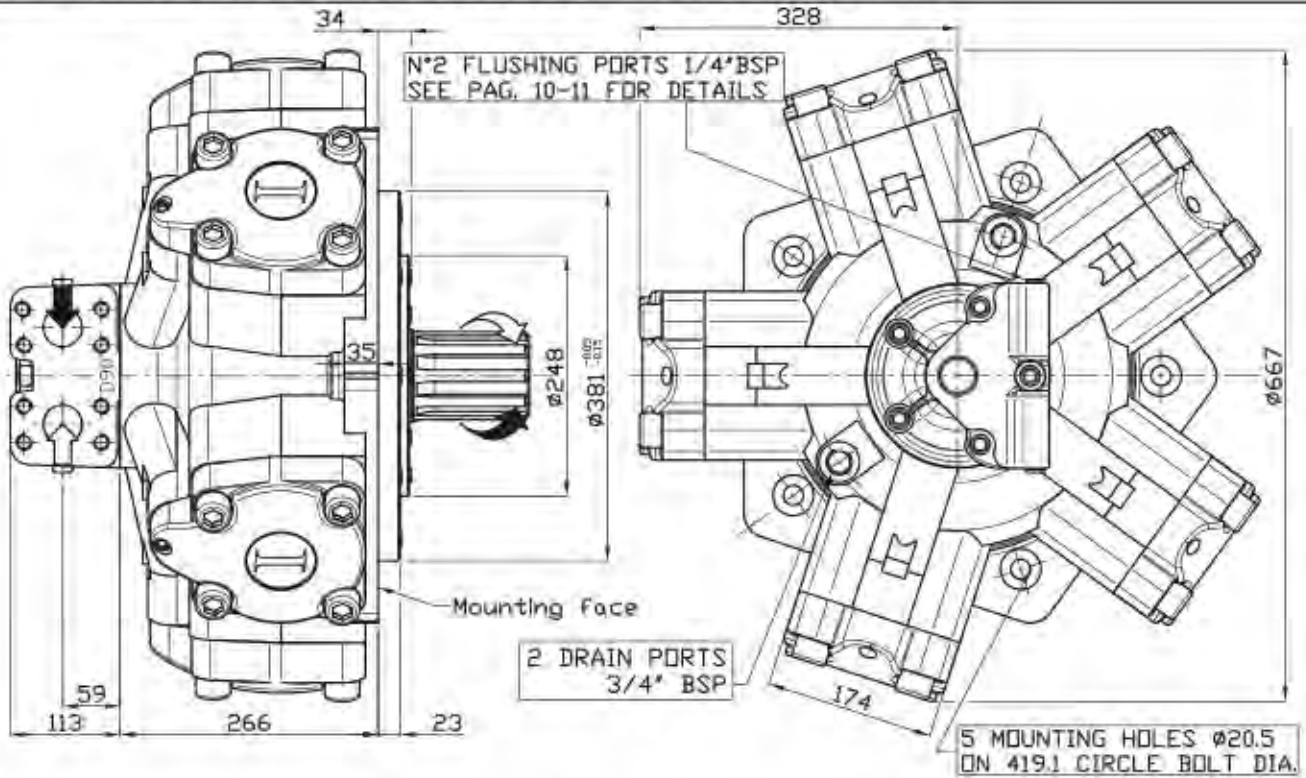 34
328
N°2 FLUSHING PORTS 1/4"BSP
SEE PAG. 10-11 FOR DETAILS
35
D90
Ø248
Ø381
Ø667
Mounting face
2 DRAIN PORTS
3/4" BSP
59
113
266
23
174
5 MOUNTING HOLES Ø20.5
ON 419.1 CIRCLE BOLT DIA.